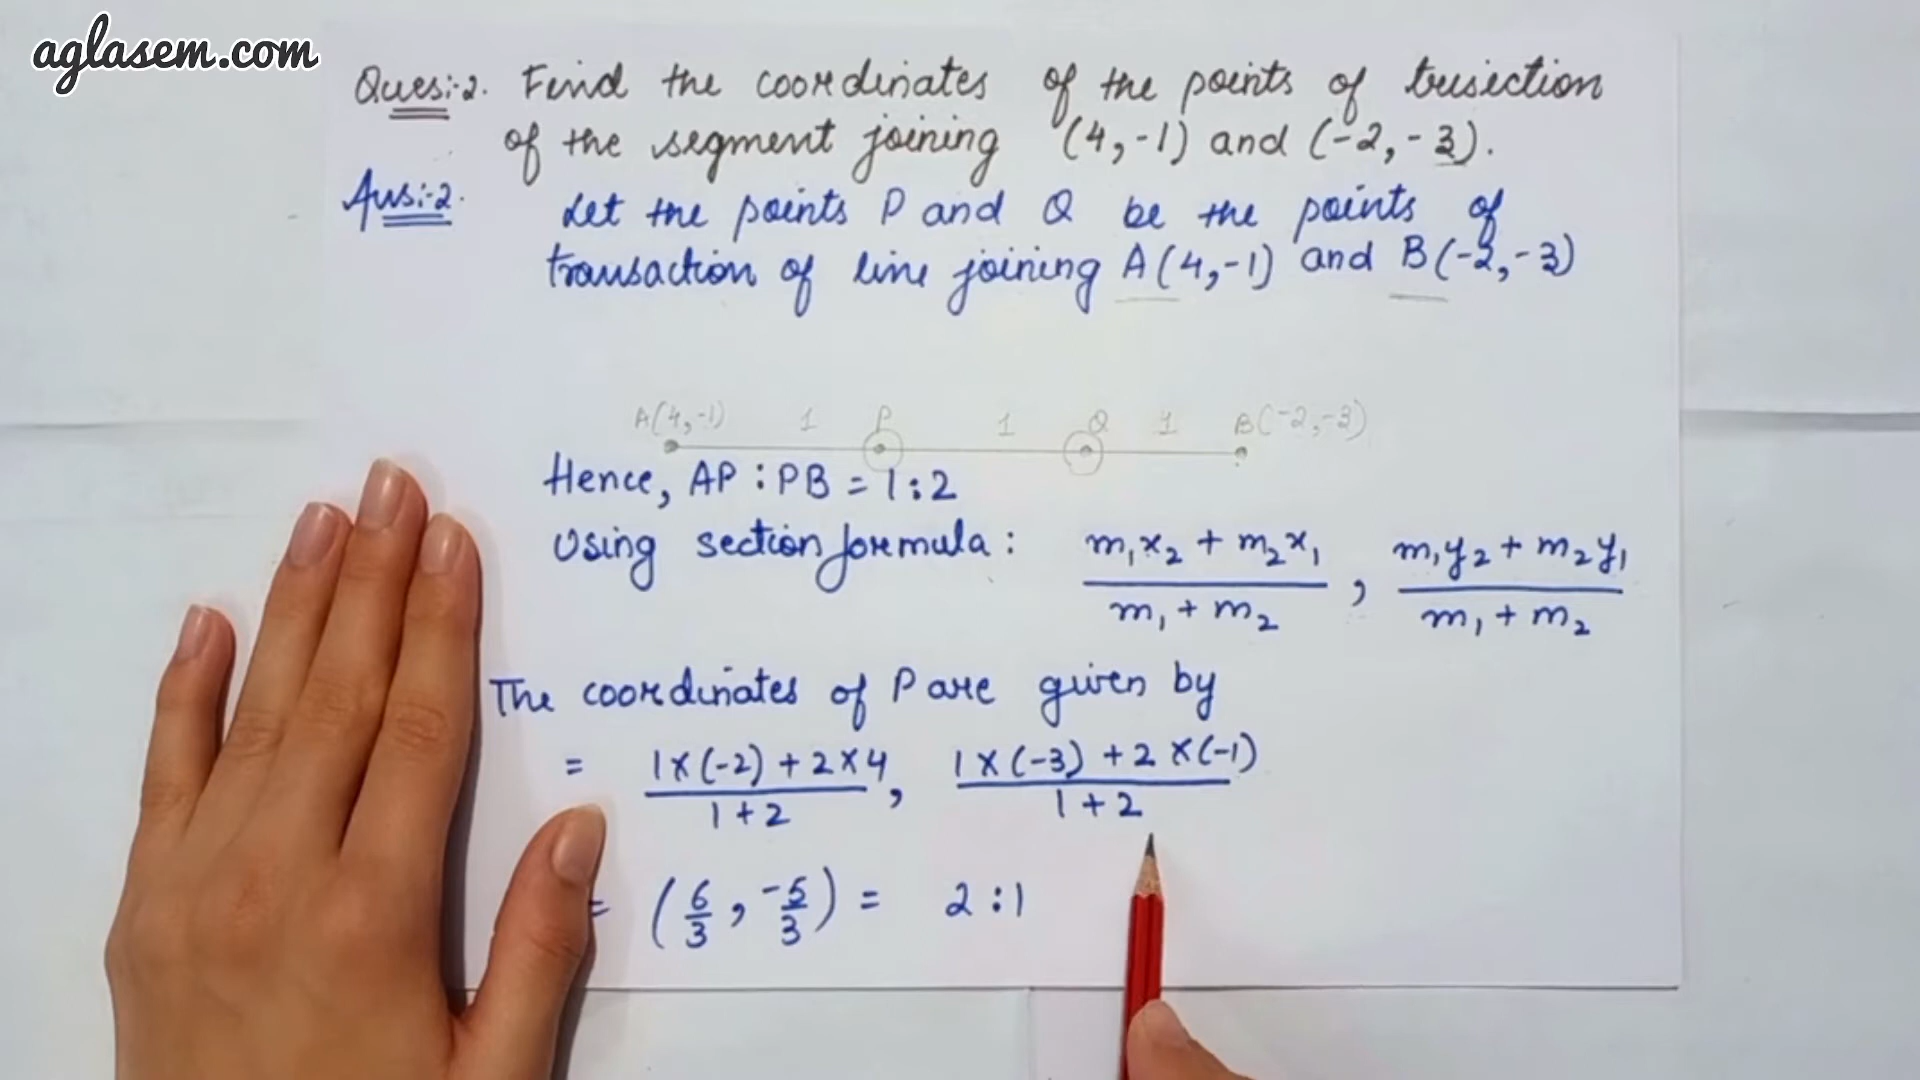 aglasem.com
Ques:-2. Find the coordinates of the points of trisection
of the segment joining (4,-1) and (-2,-3).
Ans:-2. Let the points P and Q be the points of
transaction of line joining A(4,-1) and B(-2,-3)
A(4,-1) 1 P 1 Q 1 B(-2,-3)
Hence, AP : PB = 1 : 2
Using section formula : m₁x₂ + m₂x₁ / m₁ + m₂ , m₁y₂ + m₂y₁ / m₁ + m₂
The coordinates of P are given by
= 1×(-2) + 2×4 / 1+2 , 1×(-3) + 2×(-1) / 1+2
= (6/3 , -5/3) = 2 : 1